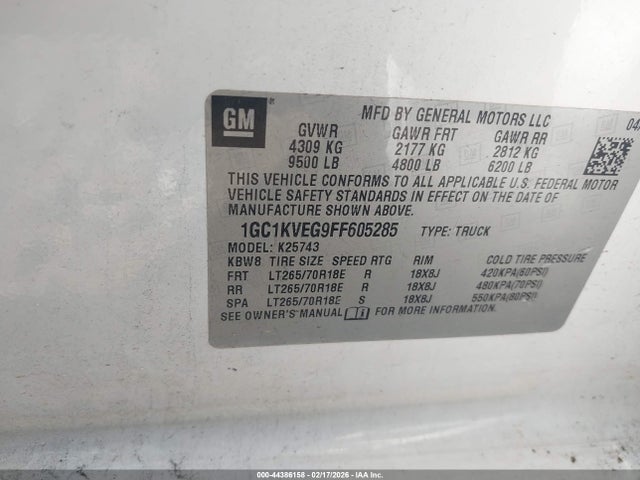 GM
MFD BY GENERAL MOTORS LLC 04
GVWR GAWR FRT GAWR RR
4309 KG 2177 KG 2812 KG
9500 LB 4800 LB 6200 LB
THIS VEHICLE CONFORMS TO ALL APPLICABLE U.S. FEDERAL MOTOR
VEHICLE SAFETY STANDARDS IN EFFECT ON THE DATE OF
MANUFACTURE SHOWN ABOVE.
1GC1KVEG9FF605285 TYPE: TRUCK
MODEL: K25743
KBW8 TIRE SIZE SPEED RTG RIM COLD TIRE PRESSURE
FRT LT265/70R18E R 18X8J 420KPA(60PSI)
RR LT265/70R18E R 18X8J 480KPA(70PSI)
SPA LT265/70R18E S 18X8J 550KPA(80PSI)
SEE OWNER'S MANUAL FOR MORE INFORMATION.
000-44386158 - 02/17/2026 - IAA, Inc.